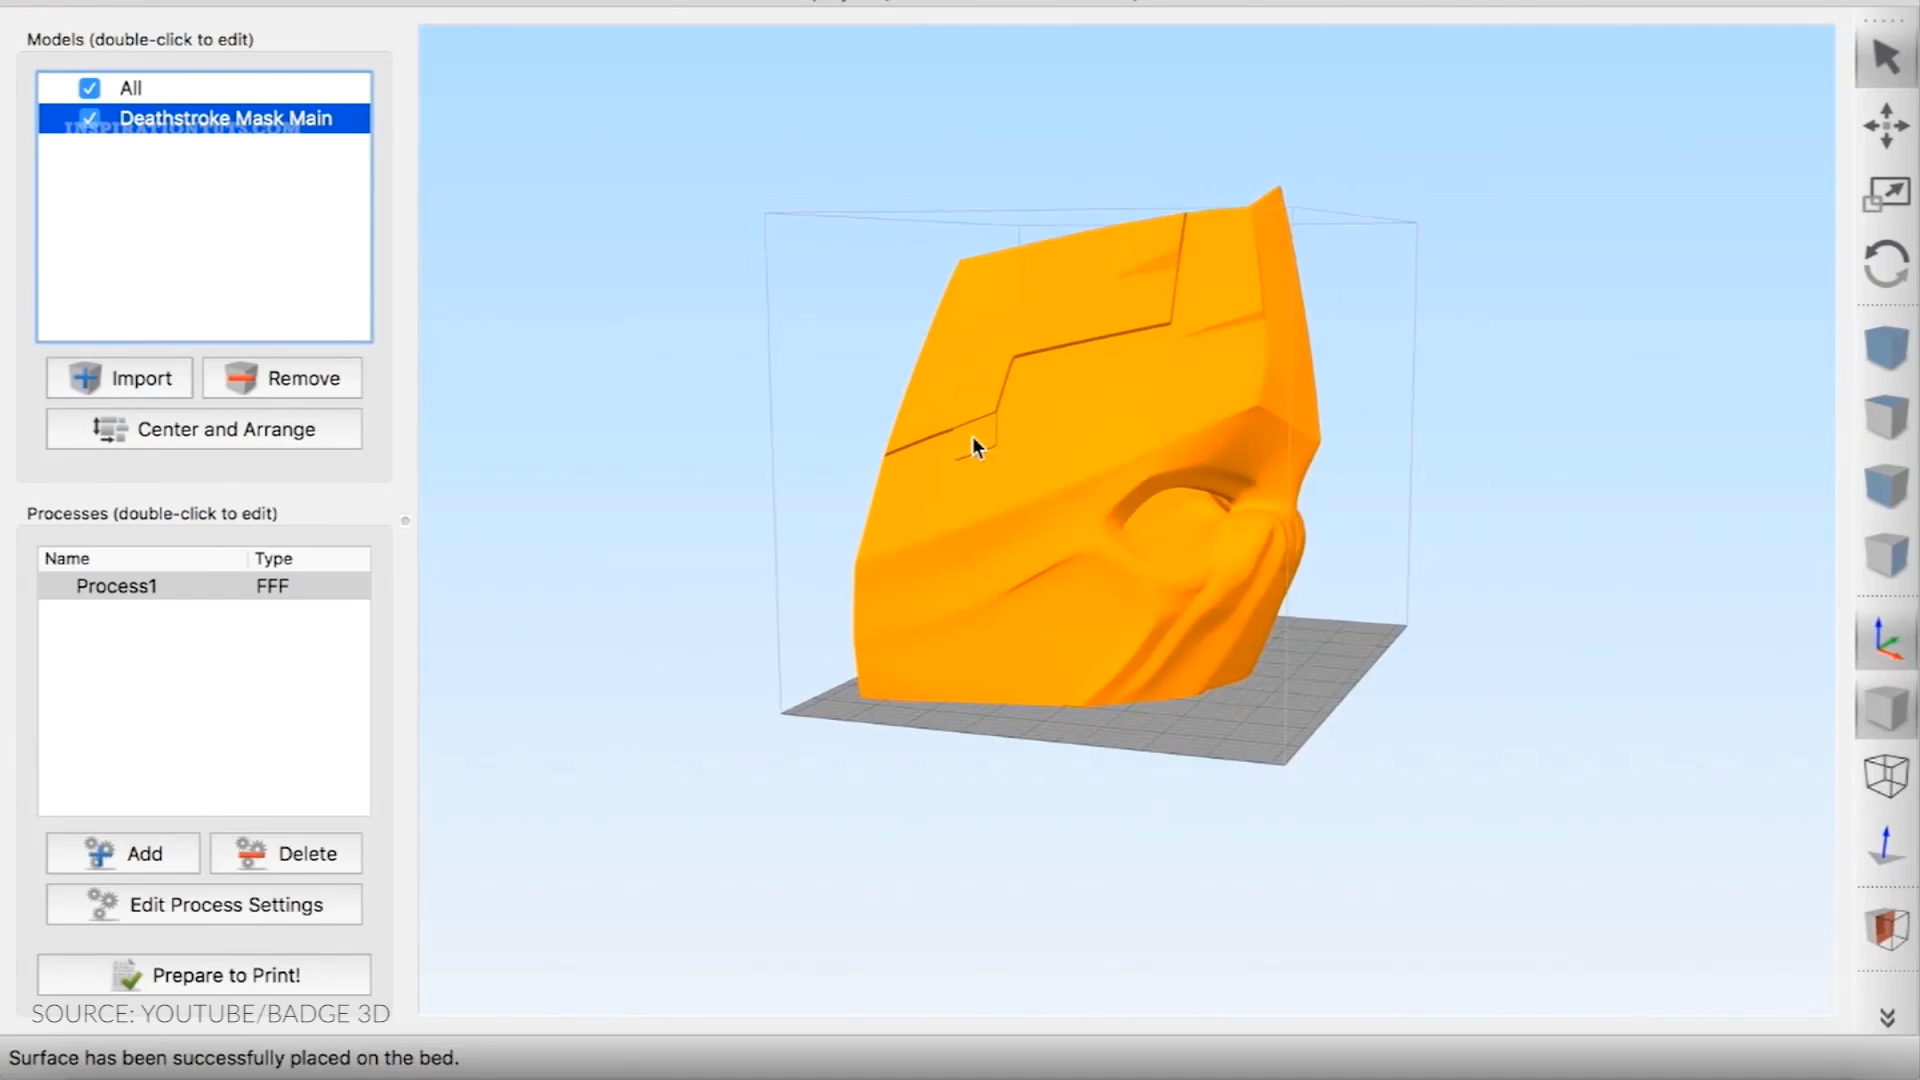 Models (double-click to edit)
All
Deathstroke Mask Main
INSPIRATIONTUTS.COM
Import
Remove
Center and Arrange
Processes (double-click to edit)
Name Type
Process1 FFF
Add
Delete
Edit Process Settings
Prepare to Print!
SOURCE: YOUTUBE/BADGE 3D
Surface has been successfully placed on the bed.